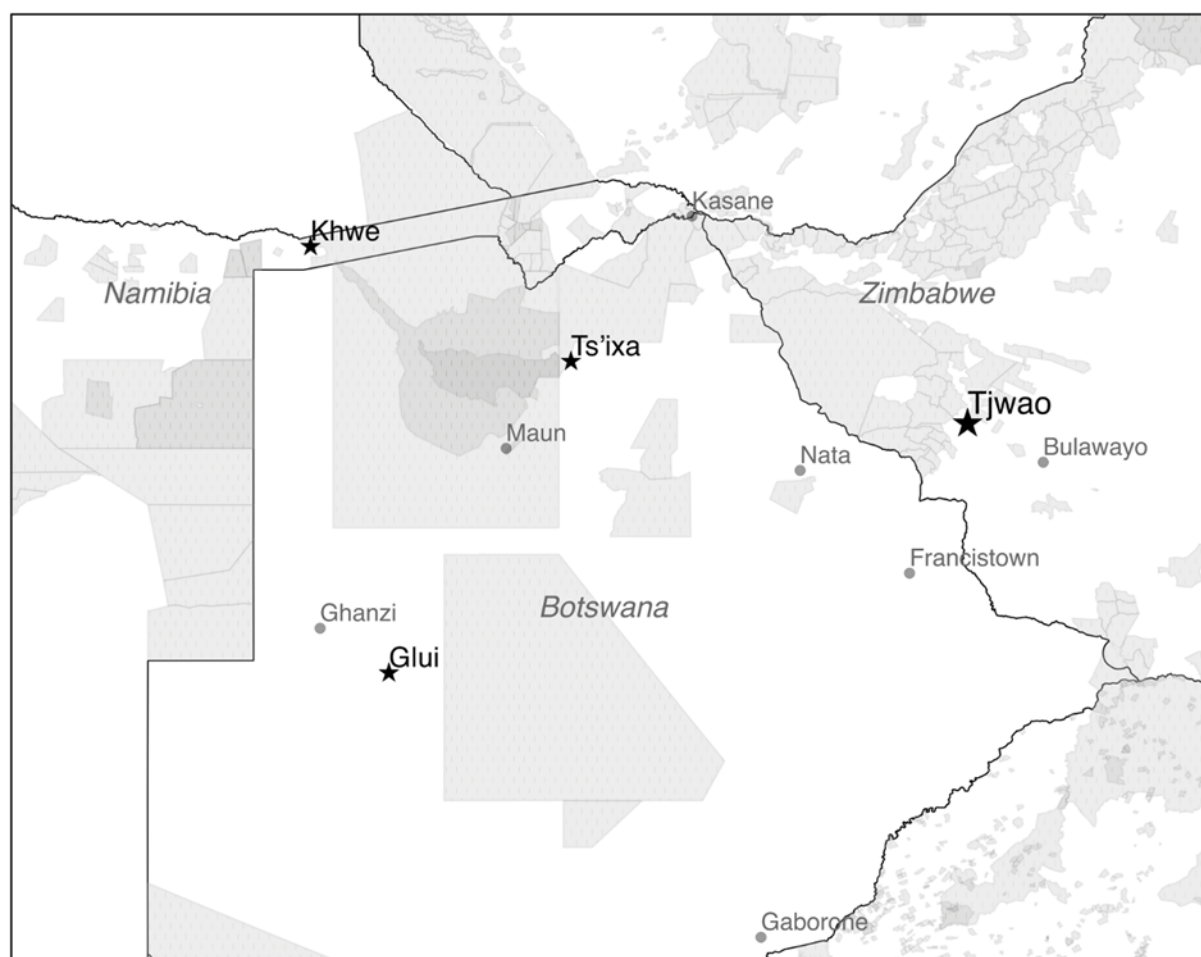 Kasane
Khwe
Namibia
Zimbabwe
Ts'ixa
Tjwao
Maun
Nata
Bulawayo
Francistown
Ghanzi
Botswana
Glui
Gaborone